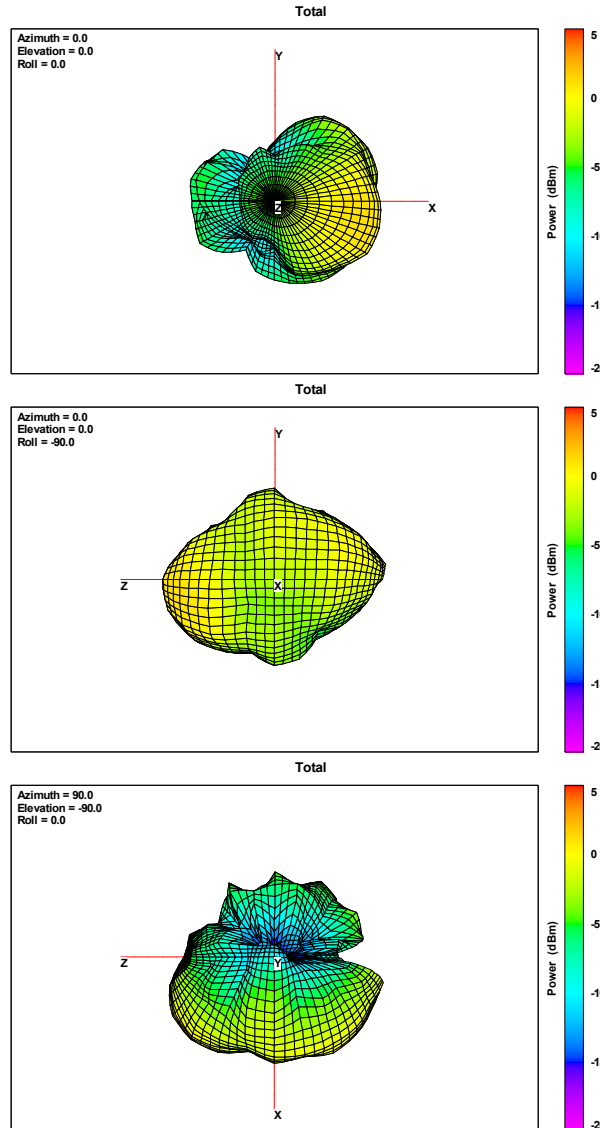 Total
Azimuth = 0.0
Elevation = 0.0
Roll = 0.0
Y
X
Z
5
0
-5
-1
-1
-2
Power (dBm)
Total
Azimuth = 0.0
Elevation = 0.0
Roll = -90.0
Y
Z
X
5
0
-5
-1
-1
-2
Power (dBm)
Total
Azimuth = 90.0
Elevation = -90.0
Roll = 0.0
Z
Y
X
5
0
-5
-1
-1
-2
Power (dBm)